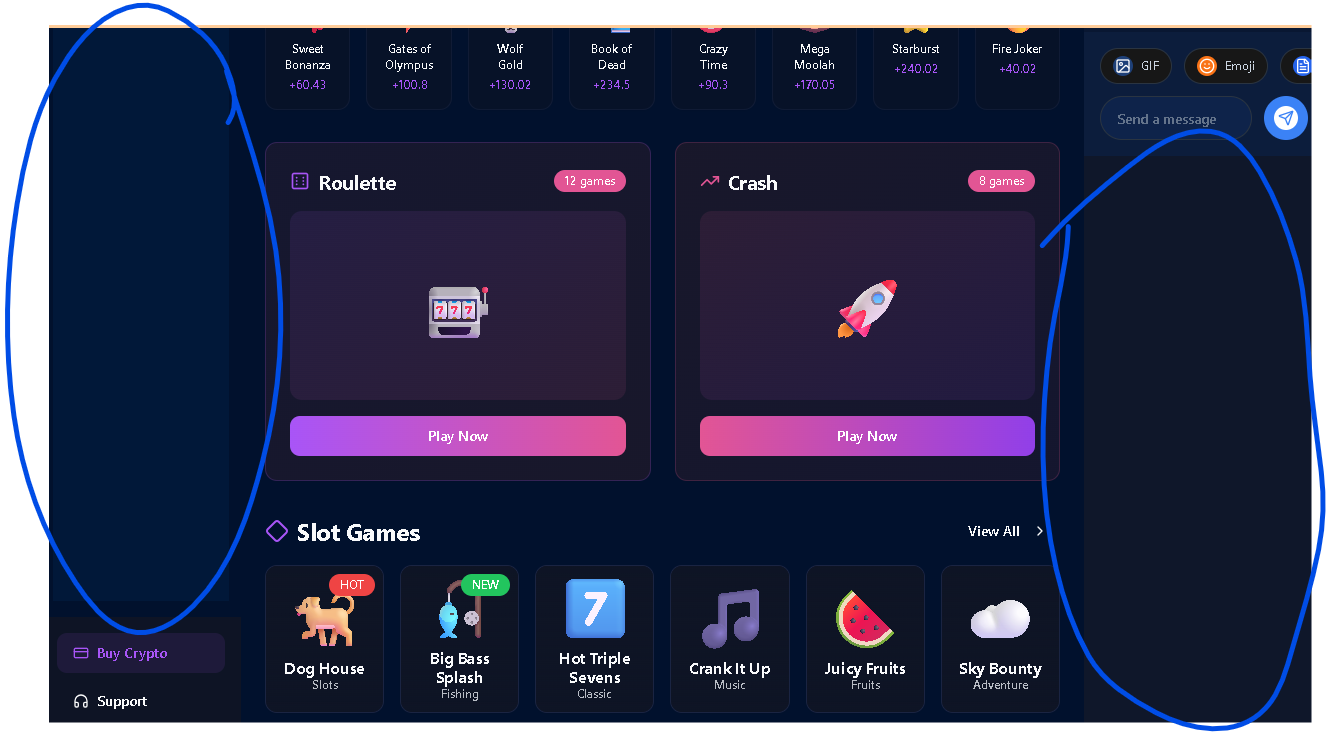 Sweet
Bonanza
+60.43
Gates of
Olympus
+100.8
Wolf
Gold
+130.02
Book of
Dead
+234.5
Crazy
Time
+90.3
Mega
Moolah
+170.05
Starburst
+240.02
Fire Joker
+40.02
GIF
Emoji
Send a message
Roulette
12 games
777
Play Now
Crash
8 games
Play Now
Slot Games
View All
HOT
Dog House
Slots
NEW
Big Bass
Splash
Fishing
7
Hot Triple
Sevens
Classic
Crank It Up
Music
Juicy Fruits
Fruits
Sky Bounty
Adventure
Buy Crypto
Support